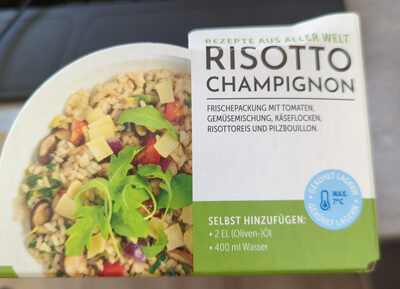 REZEPTE AUS ALLER WELT
RISOTTO
CHAMPIGNON
FRISCHEPACKUNG MIT TOMATEN,
GEMÜSEMISCHUNG, KÄSEFLOCKEN,
RISOTTOREIS UND PILZBOUILLON.
GEKÜHLT LAGERN
MAX.
7°C
GEKÜHLT LAGERN
SELBST HINZUFÜGEN:
• 2 EL (Oliven-)Öl
• 400 ml Wasser